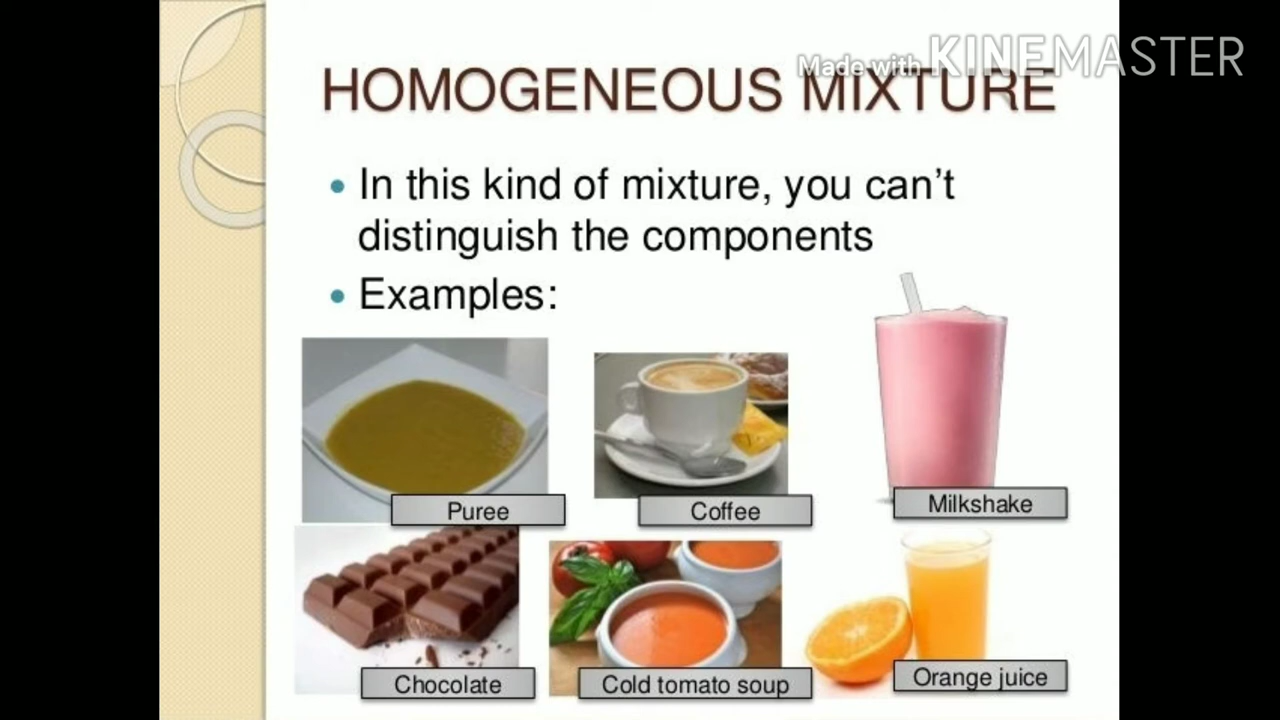 Made with KINEMASTER
HOMOGENEOUS MIXTURE
• In this kind of mixture, you can’t
distinguish the components
• Examples:
Puree
Coffee
Milkshake
Chocolate
Cold tomato soup
Orange juice